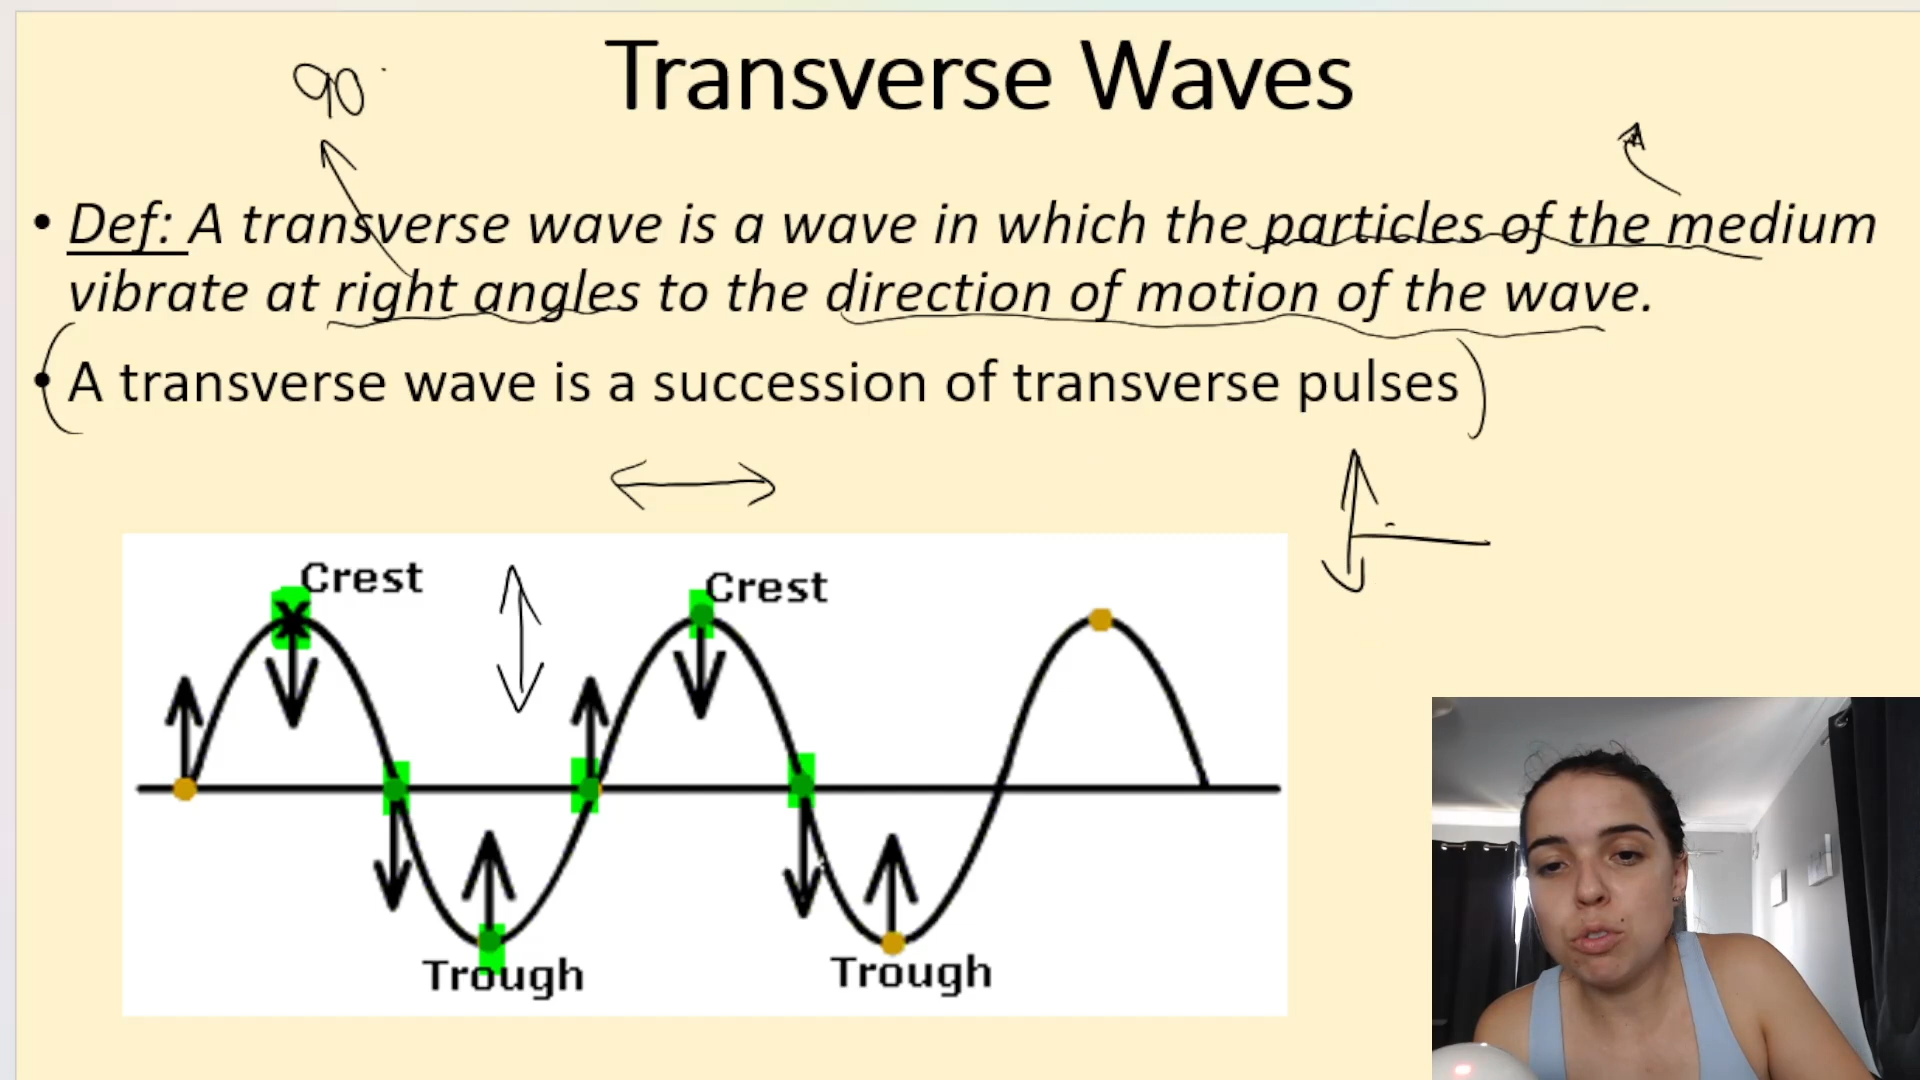 Transverse Waves
90
• Def: A transverse wave is a wave in which the particles of the medium
vibrate at right angles to the direction of motion of the wave.
• A transverse wave is a succession of transverse pulses
Crest
Crest
Trough
Trough